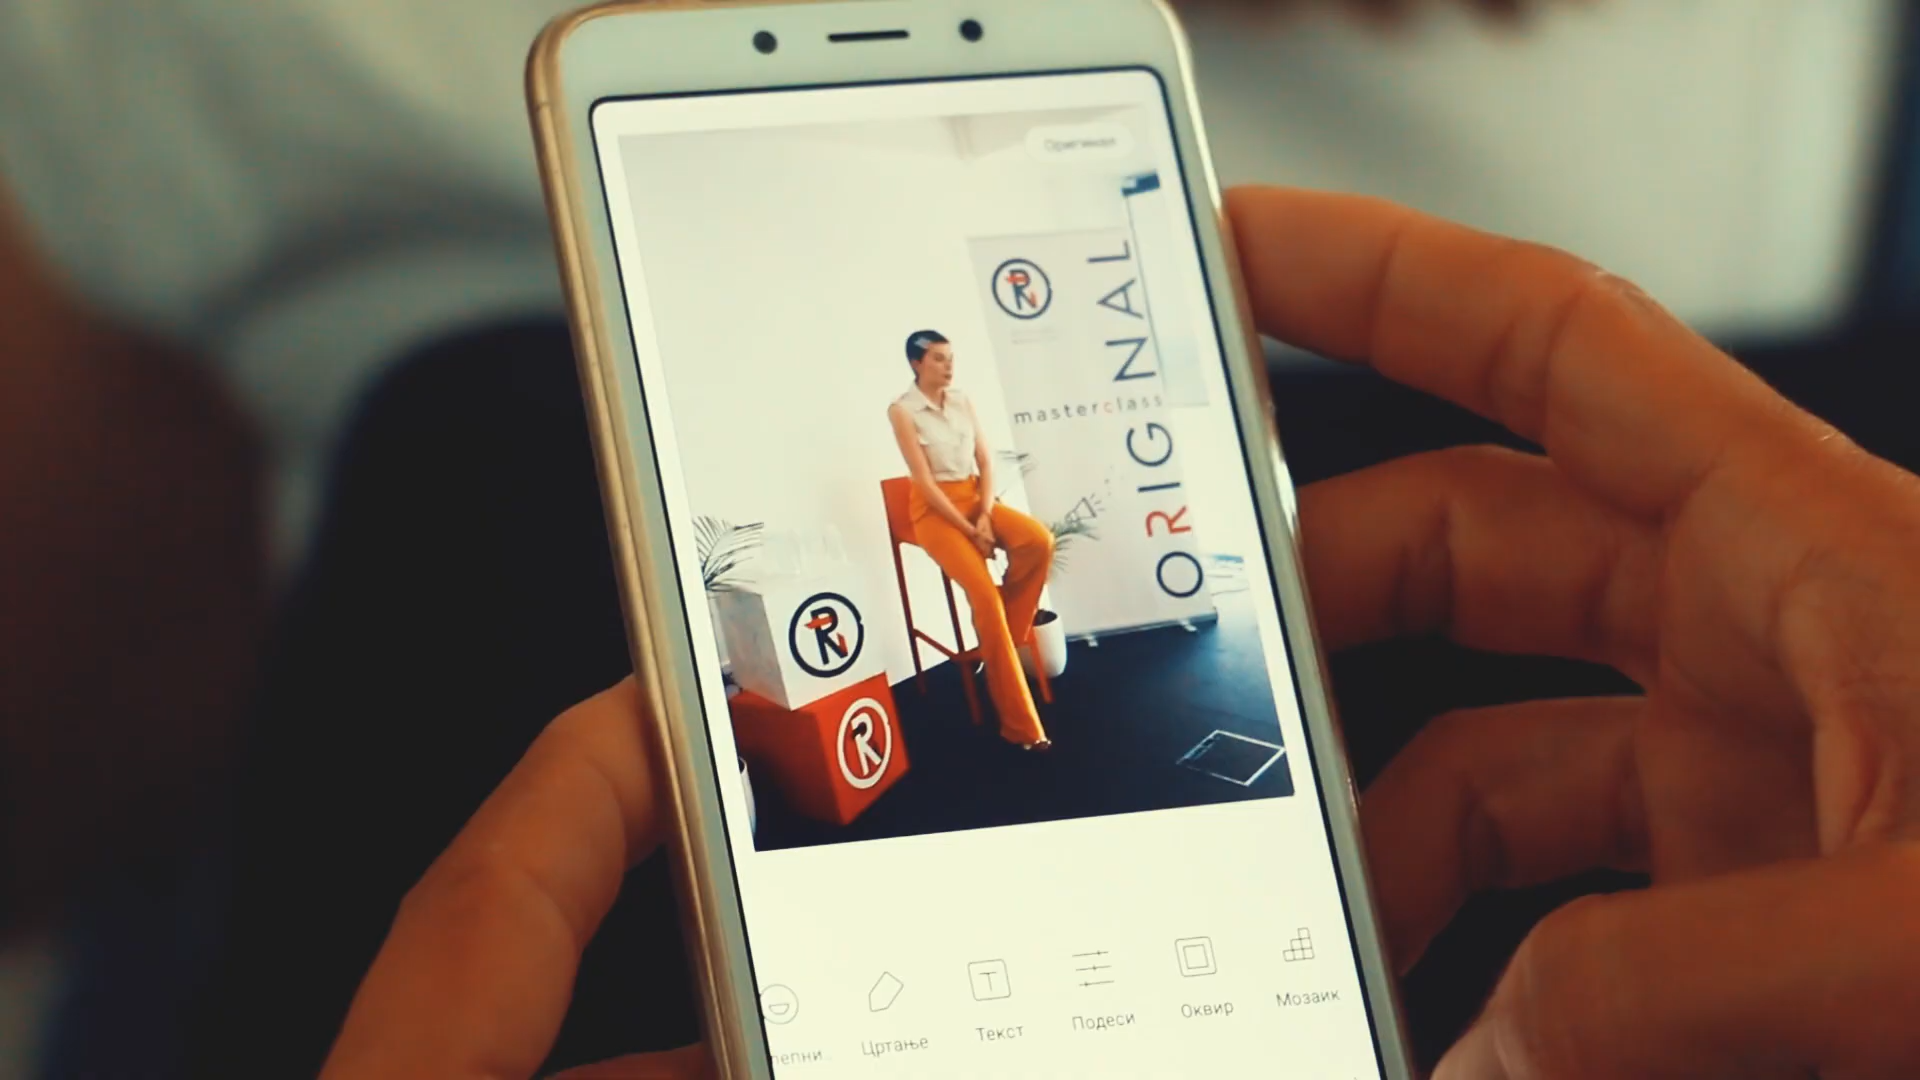 Оригинал
ORIGINAL
masterclass
Цртање
Текст
Подеси
Оквир
Мозаик